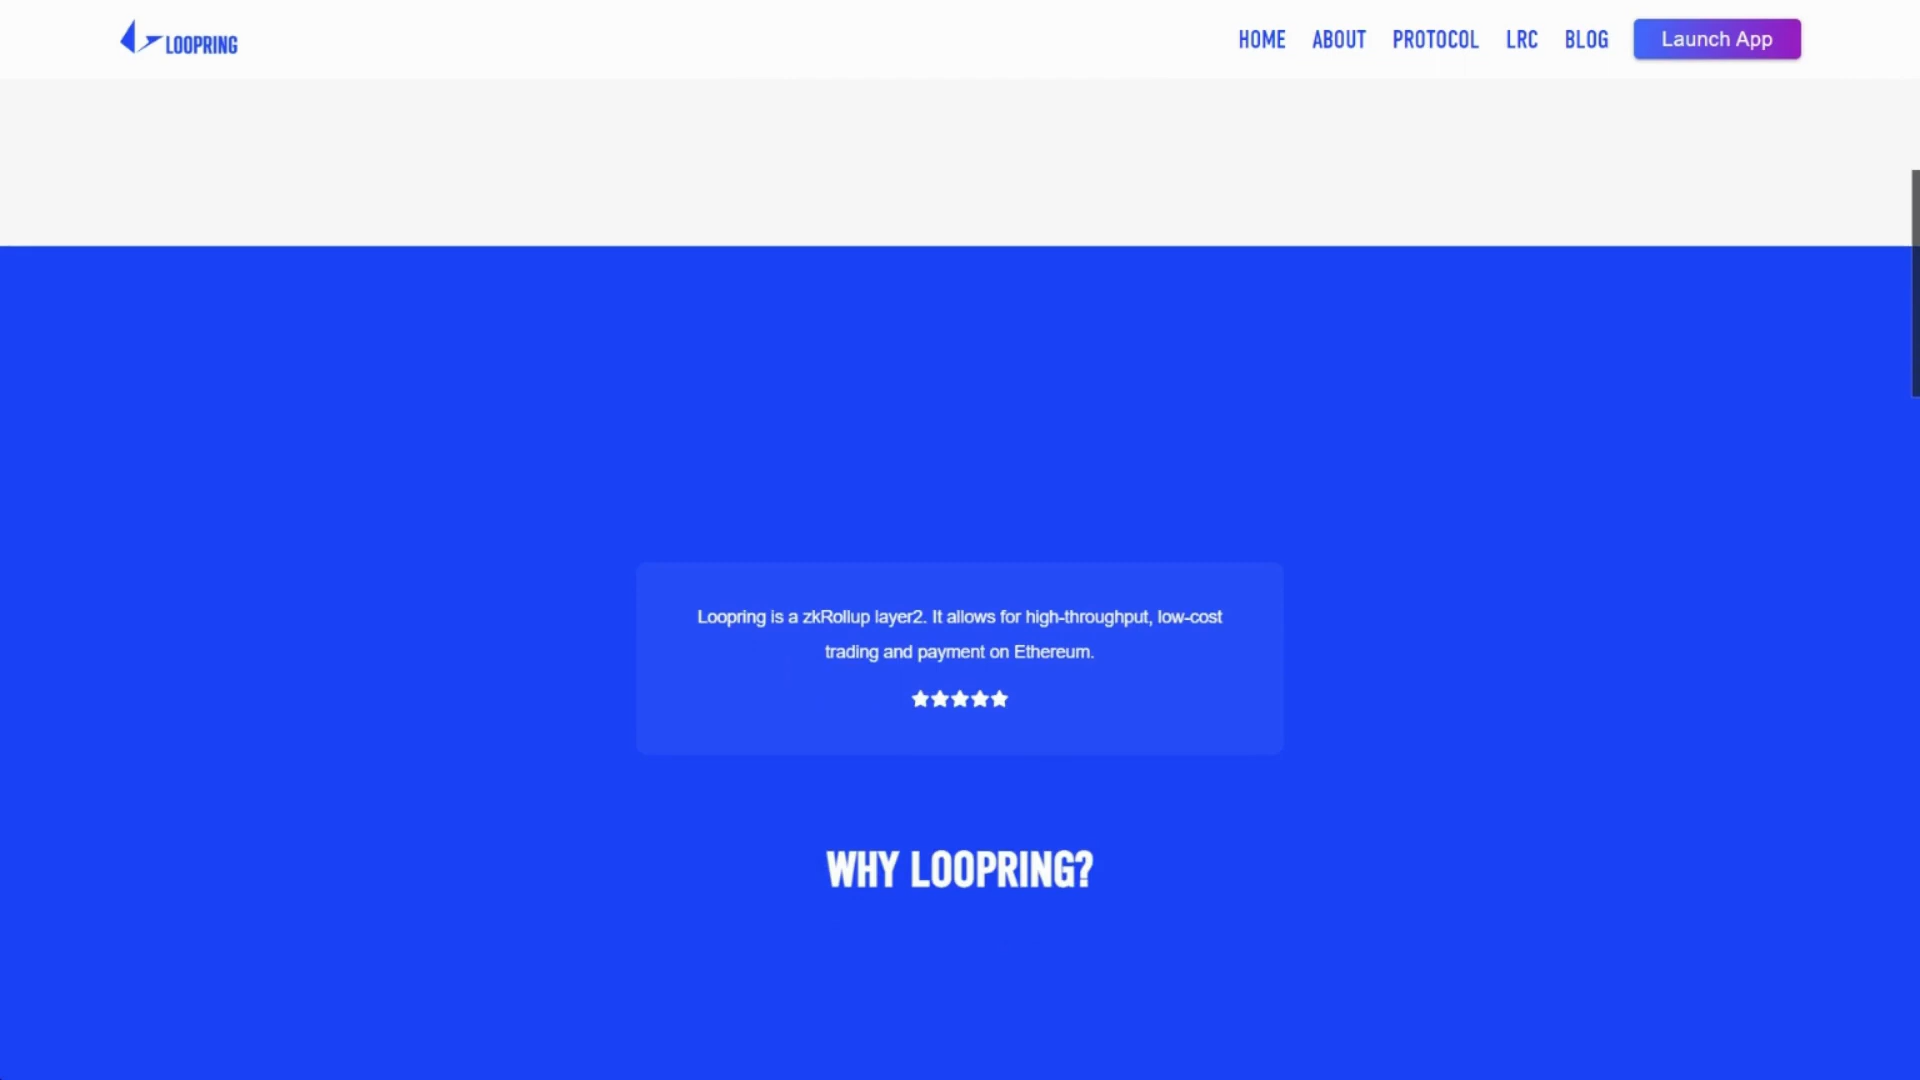 LOOPRING
HOME ABOUT PROTOCOL LRC BLOG Launch App
Loopring is a zkRollup layer2. It allows for high-throughput, low-cost
trading and payment on Ethereum.
WHY LOOPRING?